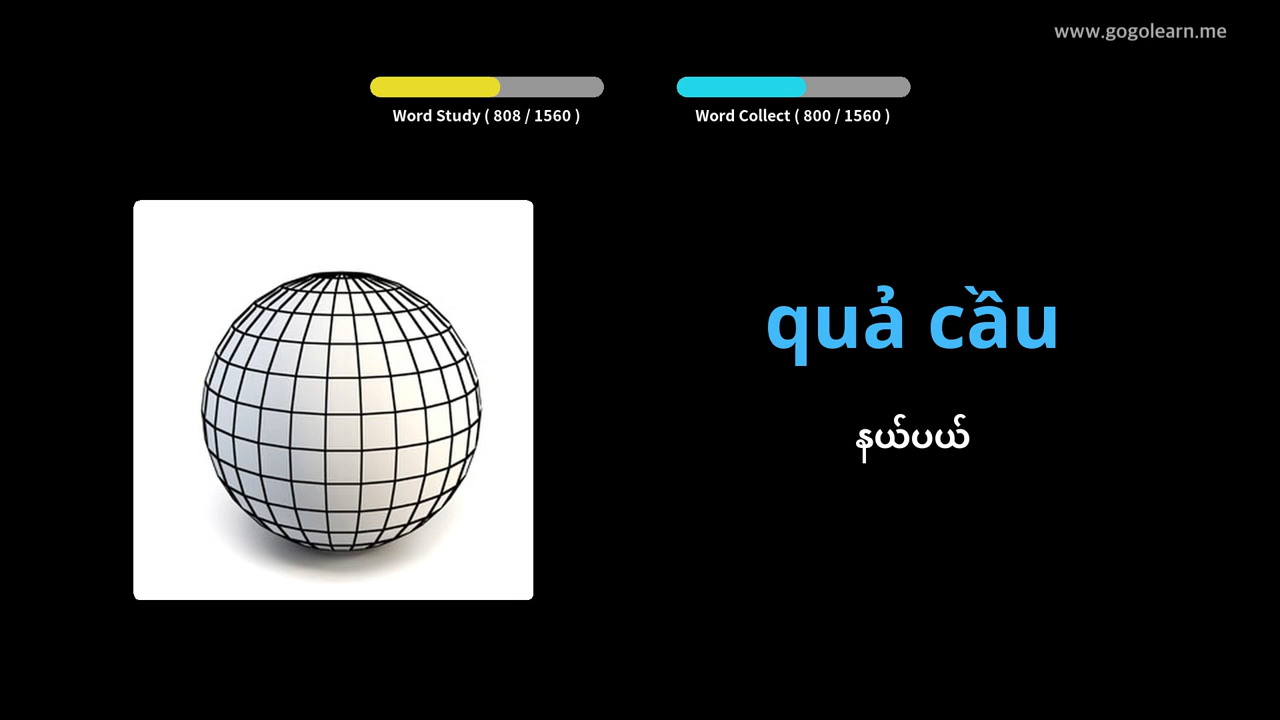 www.gogolearn.me
Word Study ( 808 / 1560 )
Word Collect ( 800 / 1560 )
quả cầu
နယ်ပယ်